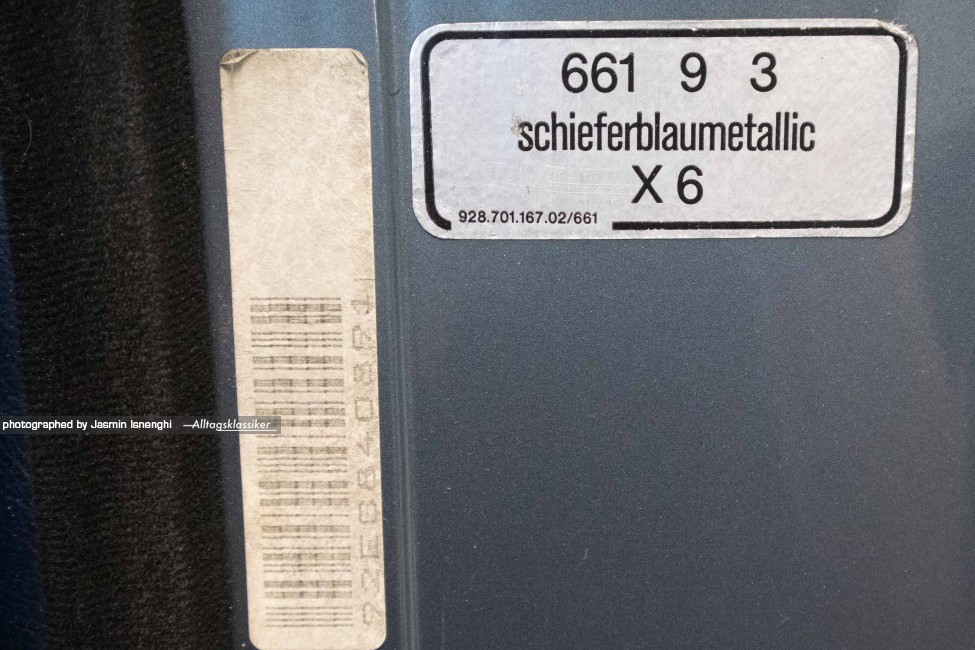 661 9 3
schieferblaumetallic
X 6
928.701.167.02/661
photographed by Jasmin Isnenghi —Alltagsklassiker